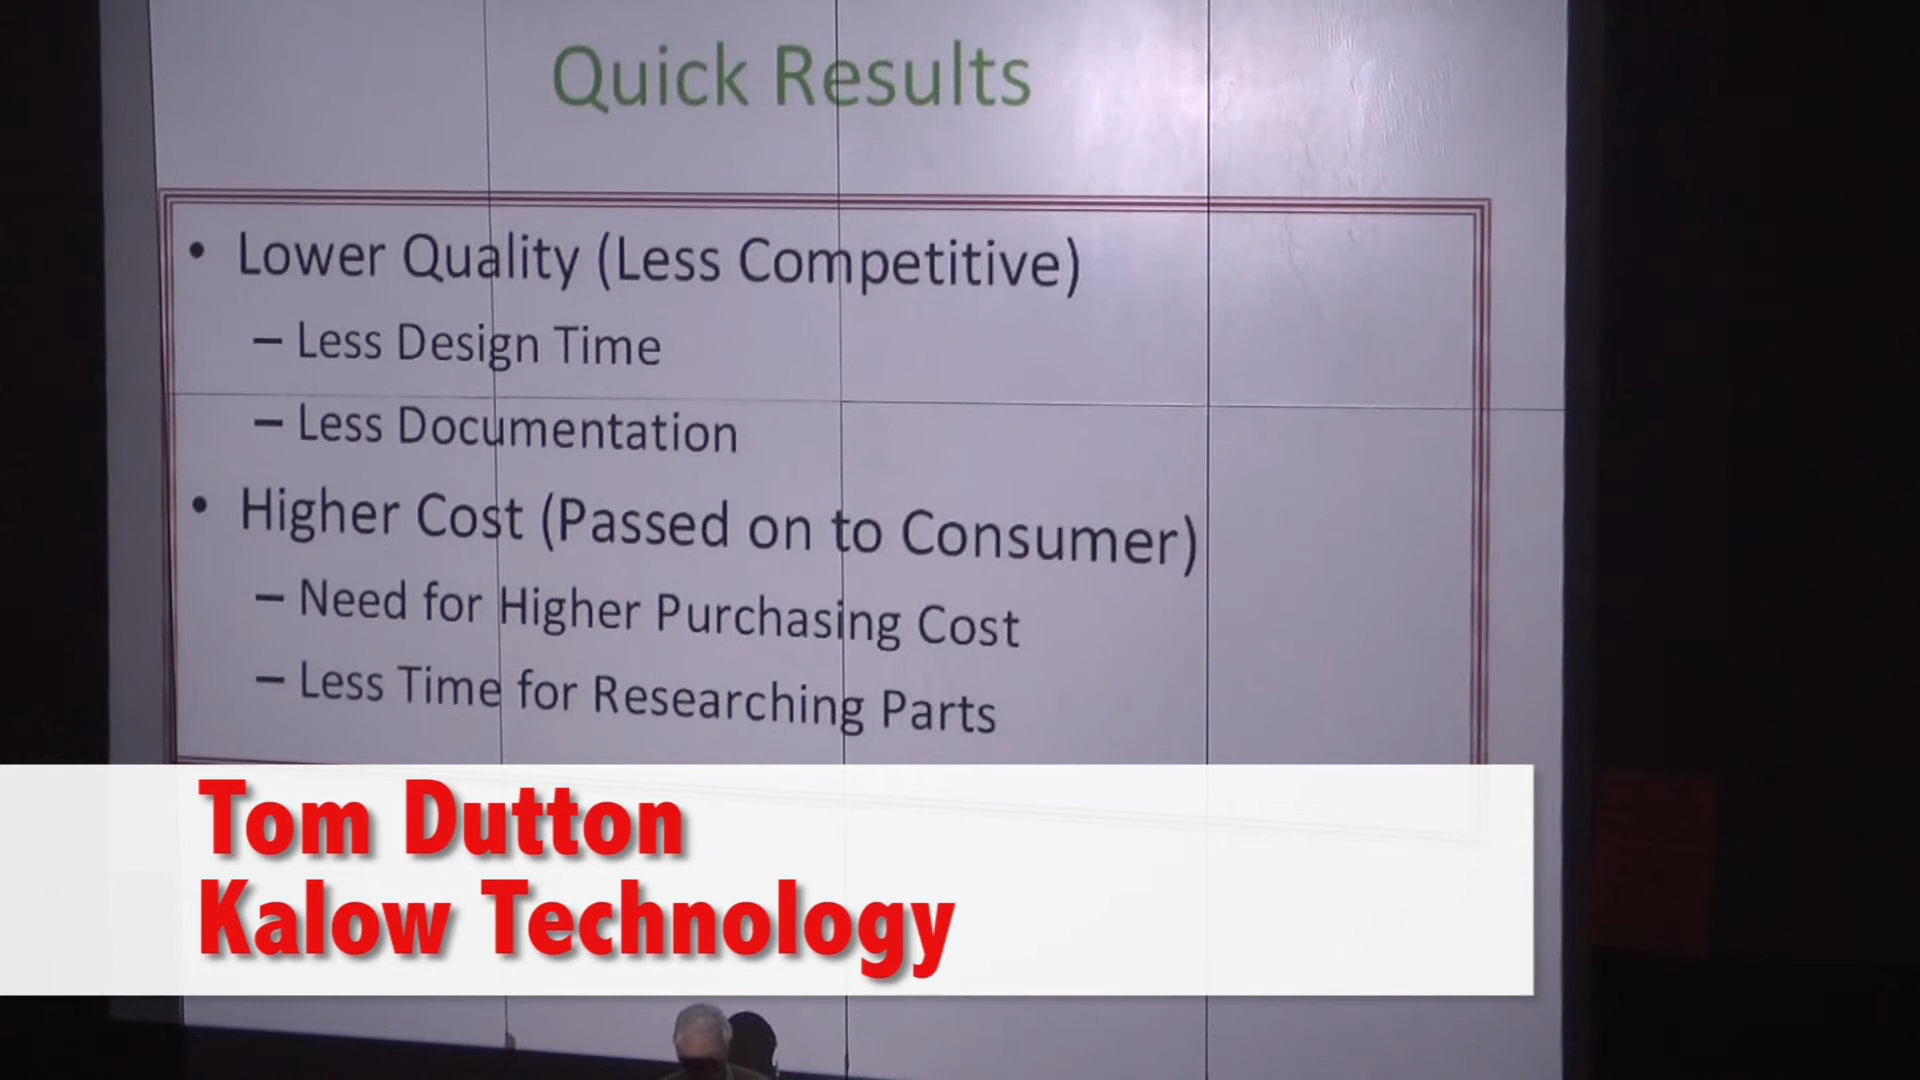 Quick Results
• Lower Quality (Less Competitive)
– Less Design Time
– Less Documentation
• Higher Cost (Passed on to Consumer)
– Need for Higher Purchasing Cost
– Less Time for Researching Parts
Tom Dutton
Kalow Technology